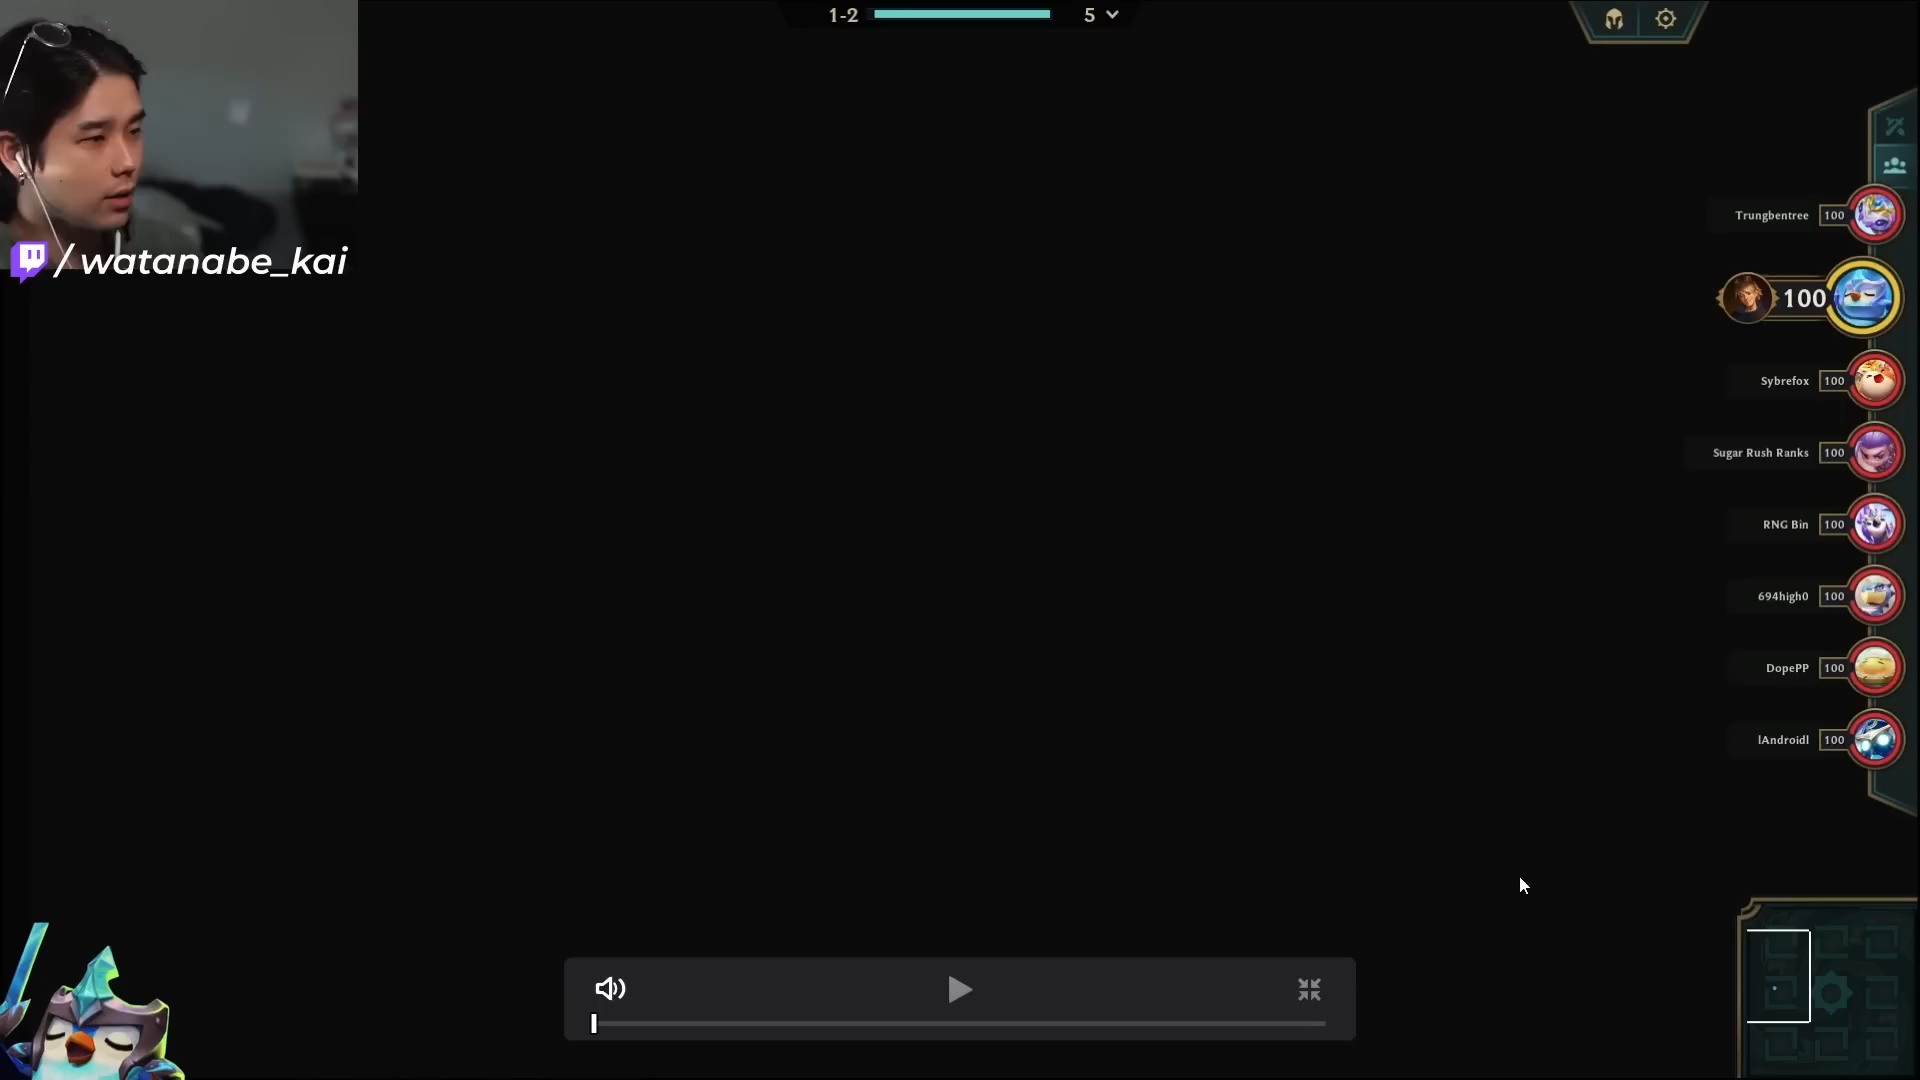 1-2
5
/watanabe_kai
Trungbentree 100
100
Sybrefox 100
Sugar Rush Ranks 100
RNG Bin 100
694high0 100
DopePP 100
lAndroidl 100